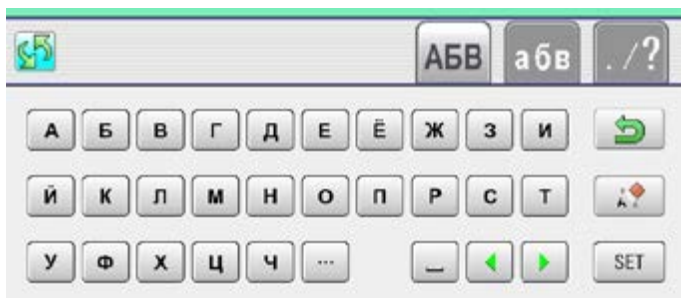 АБВ абв ./?
А Б В Г Д Е Ё Ж З И
Й К Л М Н О П Р С Т
У Ф Х Ц Ч ... SET